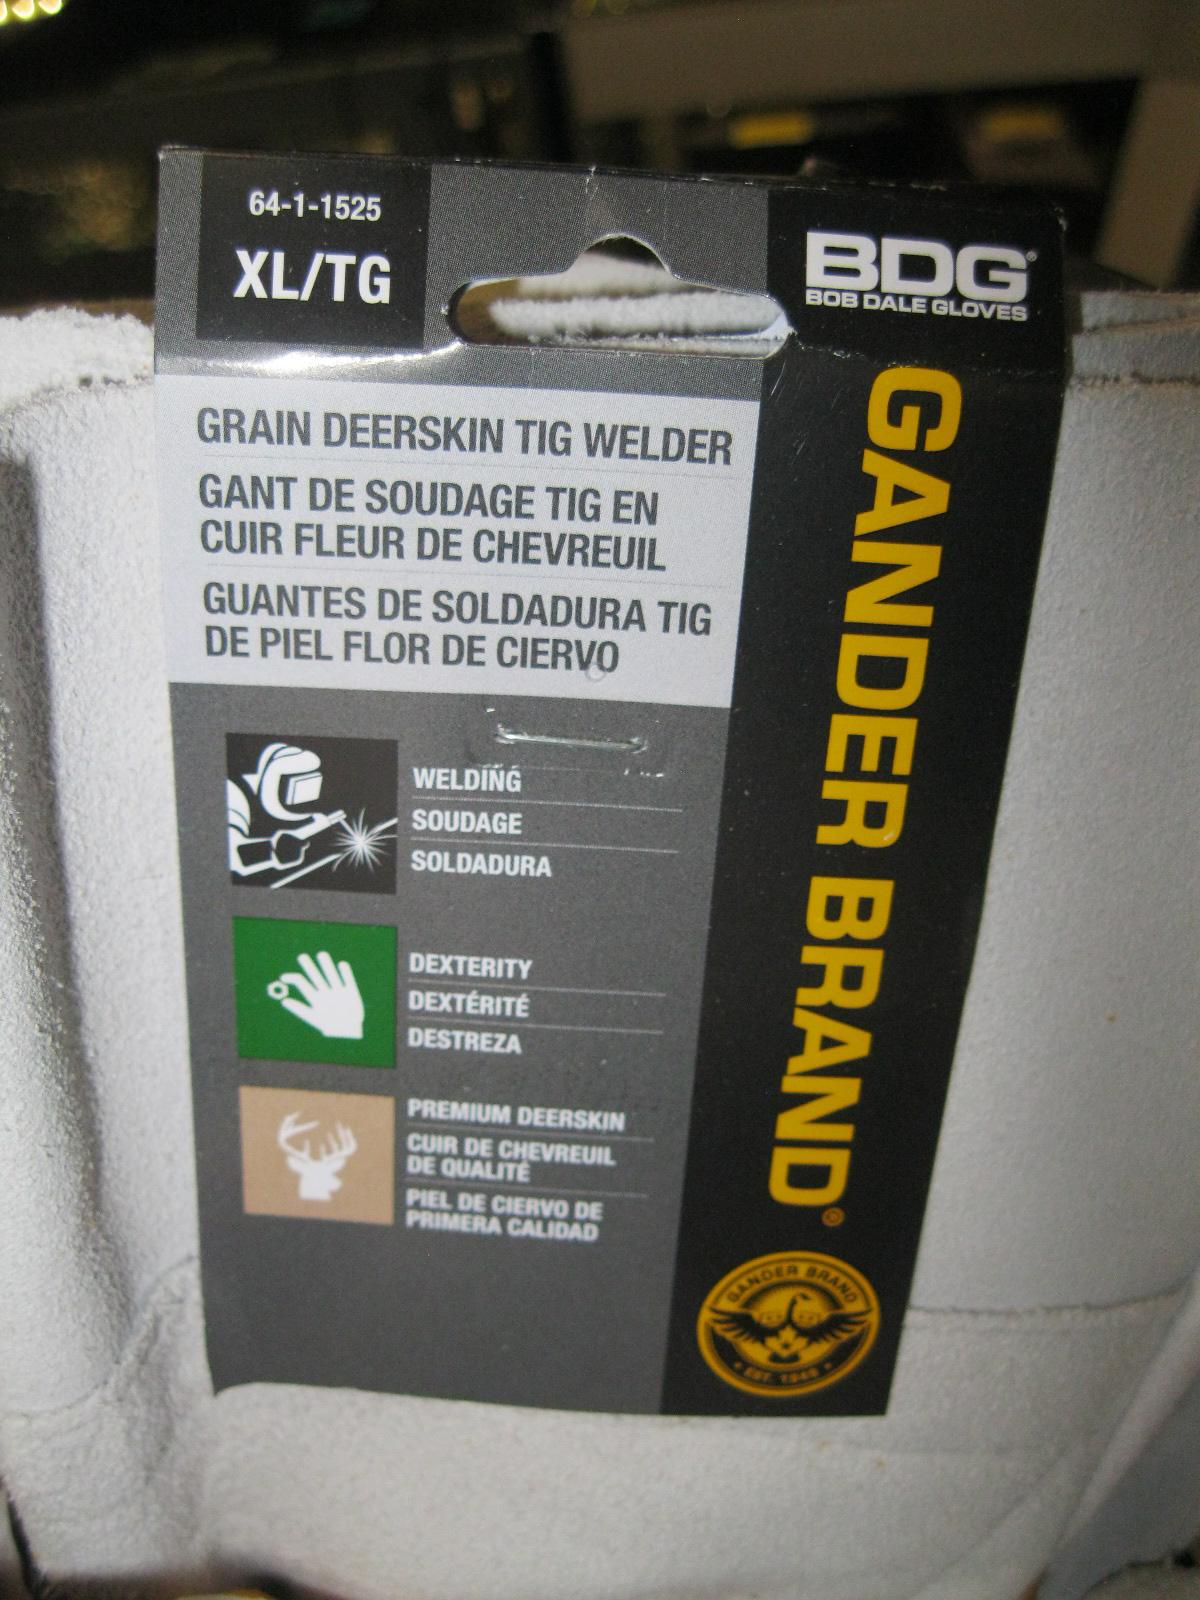 64-1-1525
XL/TG
BDG®
BOB DALE GLOVES
GRAIN DEERSKIN TIG WELDER
GANT DE SOUDAGE TIG EN
CUIR FLEUR DE CHEVREUIL
GUANTES DE SOLDADURA TIG
DE PIEL FLOR DE CIERVO
WELDING
SOUDAGE
SOLDADURA
DEXTERITY
DEXTÉRITÉ
DESTREZA
PREMIUM DEERSKIN
CUIR DE CHEVREUIL
DE QUALITÉ
PIEL DE CIERVO DE
PRIMERA CALIDAD
GANDER BRAND®
GANDER BRAND
EST. 1949